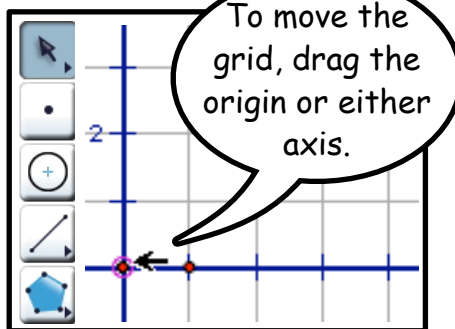 To move the
grid, drag the
origin or either
axis.
2